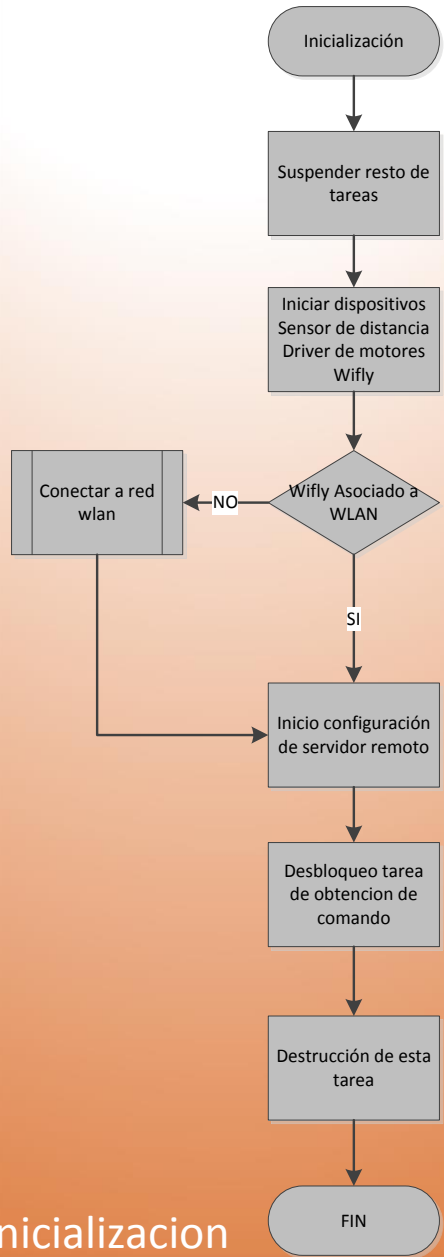 Inicialización
Suspender resto de
tareas
Iniciar dispositivos
Sensor de distancia
Driver de motores
Wifly
Wifly Asociado a
WLAN
NO
Conectar a red
wlan
SI
Inicio configuración
de servidor remoto
Desbloqueo tarea
de obtencion de
comando
Destrucción de esta
tarea
FIN
nicializacion